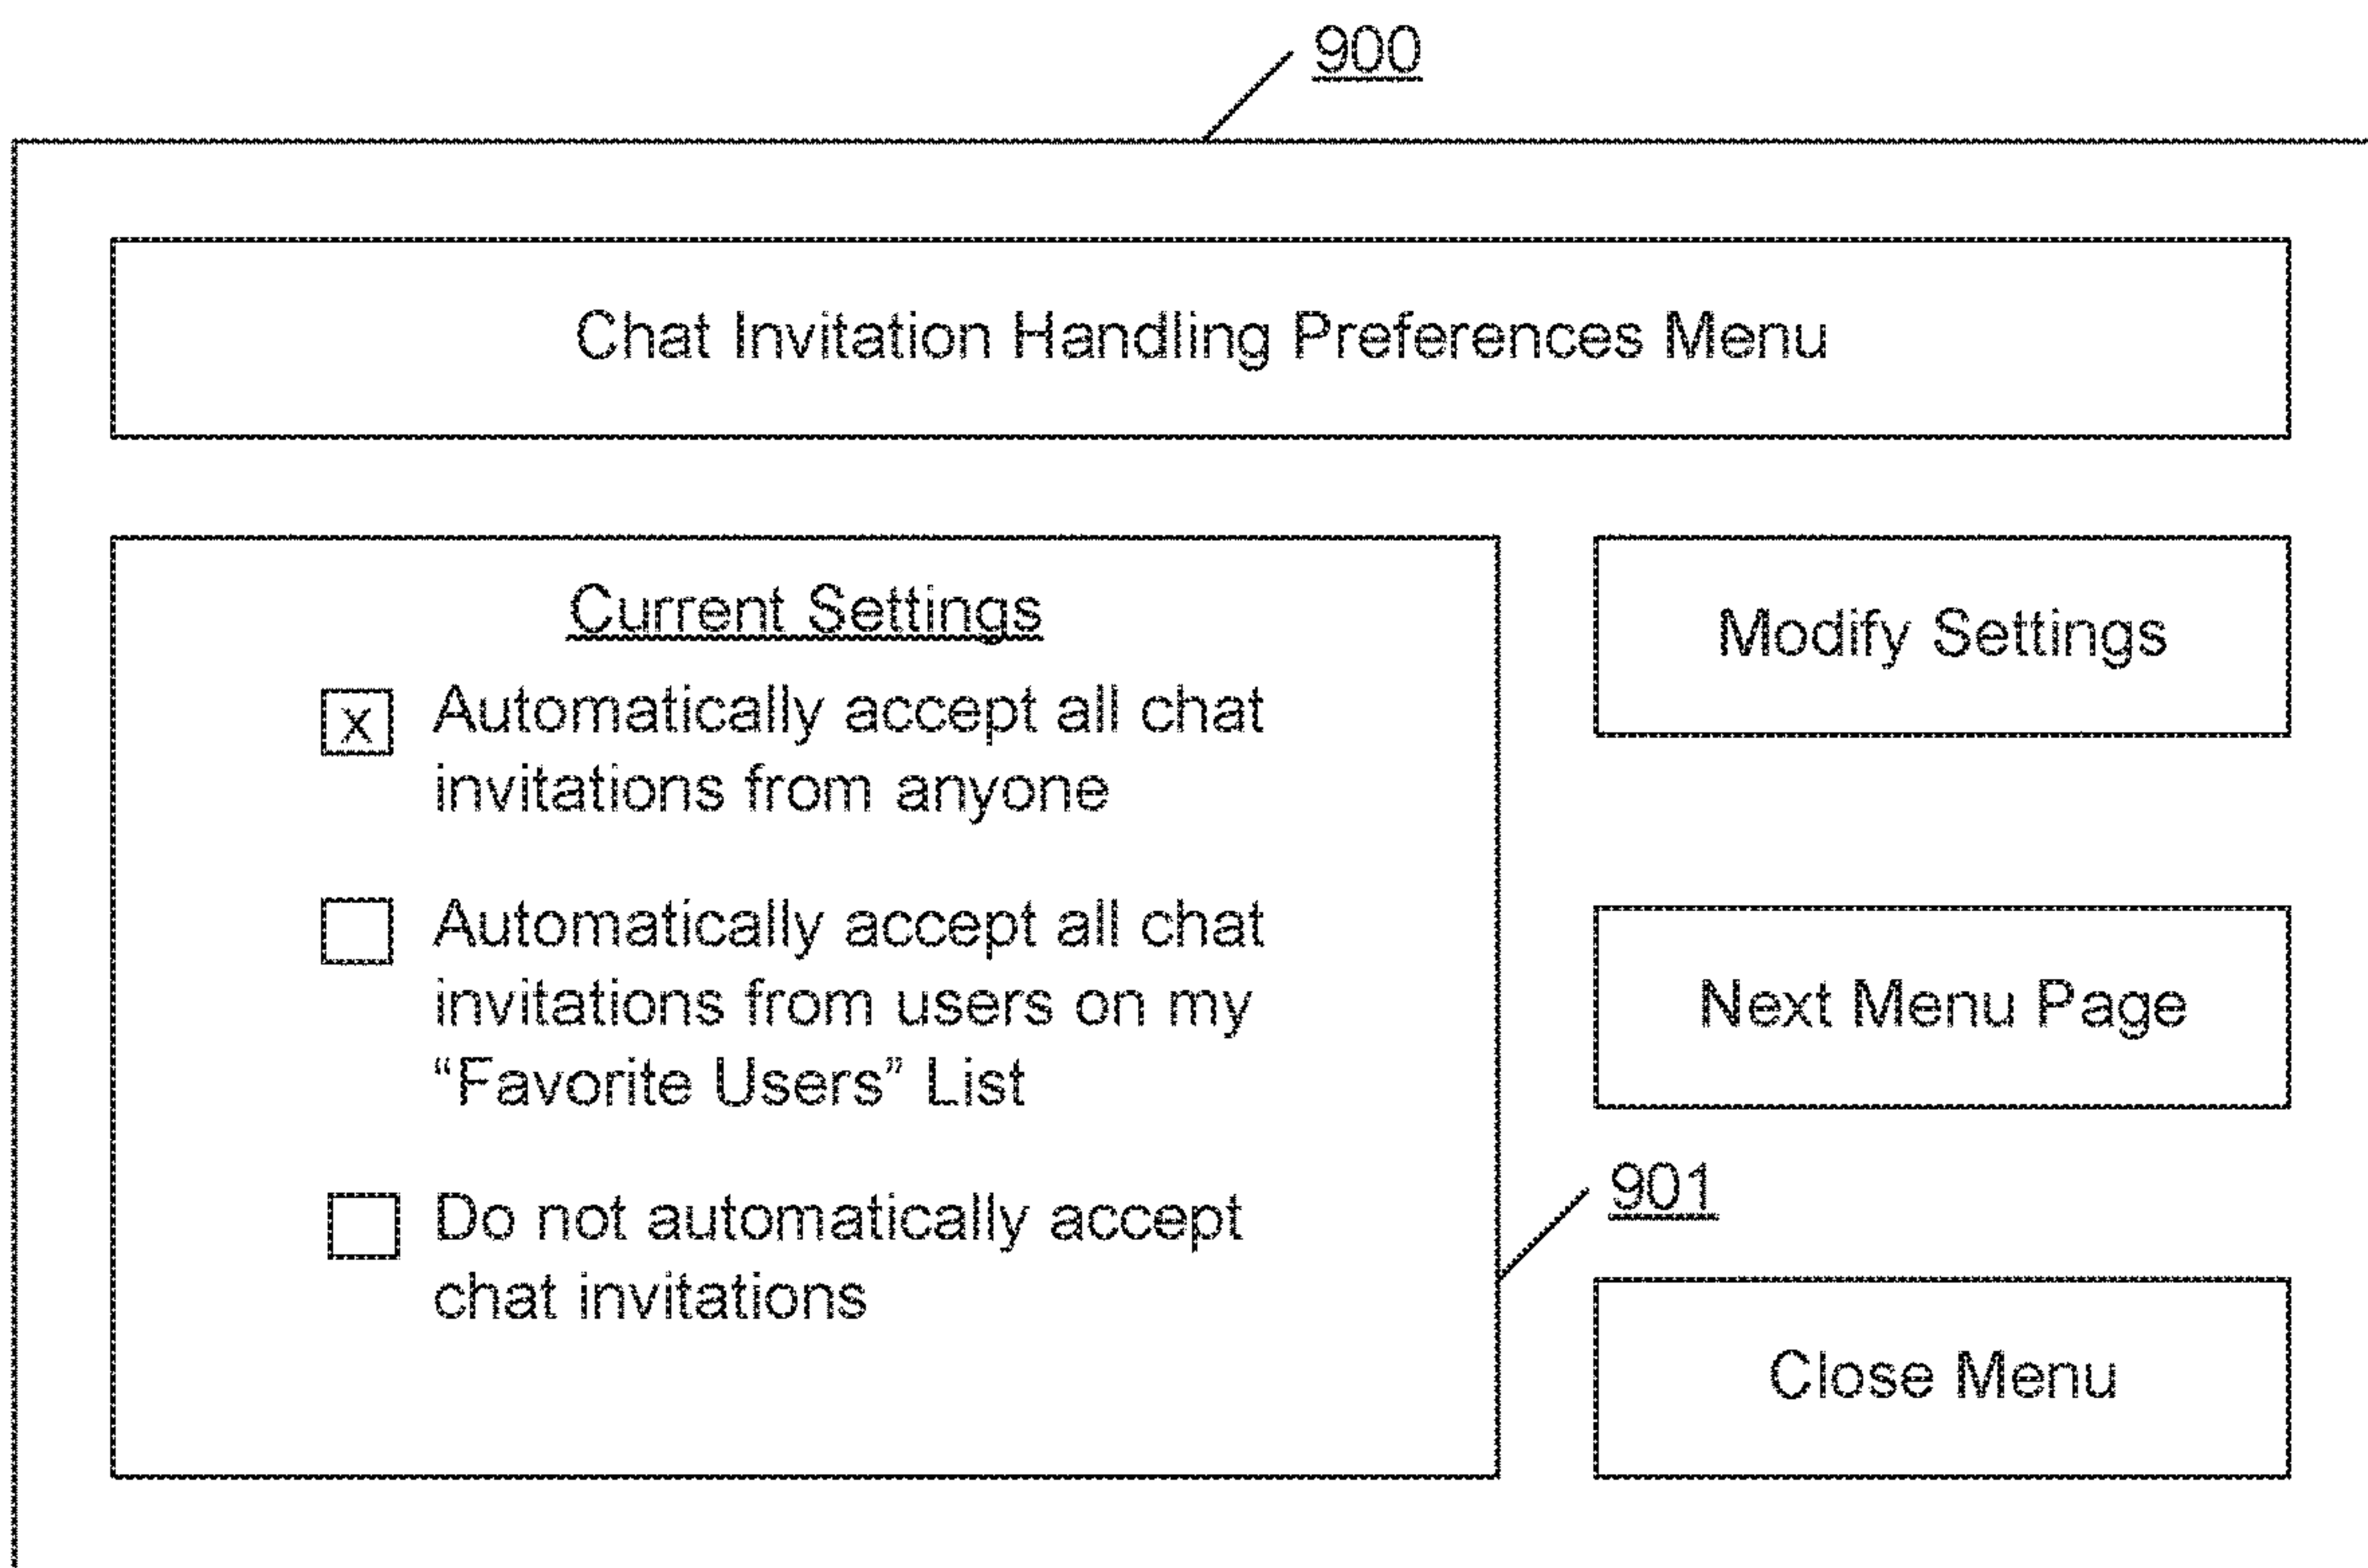 900
Chat Invitation Handling Preferences Menu
Current Settings
x Automatically accept all chat
invitations from anyone
Automatically accept all chat
invitations from users on my
“Favorite Users” List
Do not automatically accept
chat invitations
Modify Settings
Next Menu Page
901
Close Menu